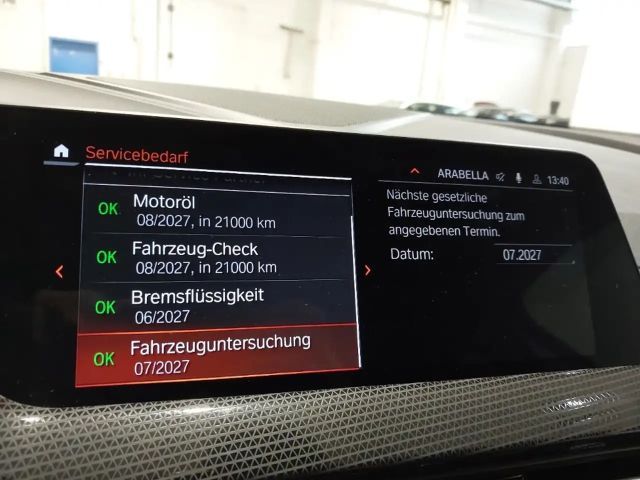 Servicebedarf
OK Motoröl
08/2027, in 21000 km
OK Fahrzeug-Check
08/2027, in 21000 km
OK Bremsflüssigkeit
06/2027
OK Fahrzeuguntersuchung
07/2027
ARABELLA 13:40
Nächste gesetzliche
Fahrzeuguntersuchung zum
angegebenen Termin.
Datum: 07.2027